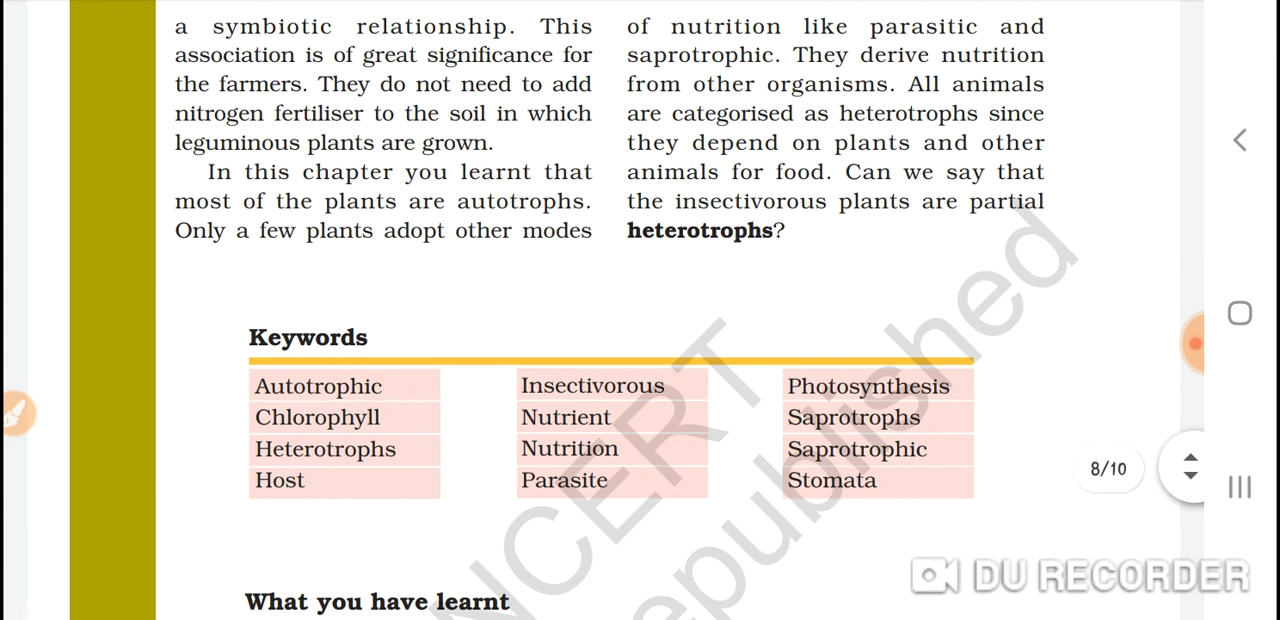 a symbiotic relationship. This
association is of great significance for
the farmers. They do not need to add
nitrogen fertiliser to the soil in which
leguminous plants are grown.
In this chapter you learnt that
most of the plants are autotrophs.
Only a few plants adopt other modes
of nutrition like parasitic and
saprotrophic. They derive nutrition
from other organisms. All animals
are categorised as heterotrophs since
they depend on plants and other
animals for food. Can we say that
the insectivorous plants are partial
heterotrophs?
Keywords
Autotrophic
Chlorophyll
Heterotrophs
Host
Insectivorous
Nutrient
Nutrition
Parasite
Photosynthesis
Saprotrophs
Saprotrophic
Stomata
What you have learnt
8/10
NCERT
epublished
DU RECORDER